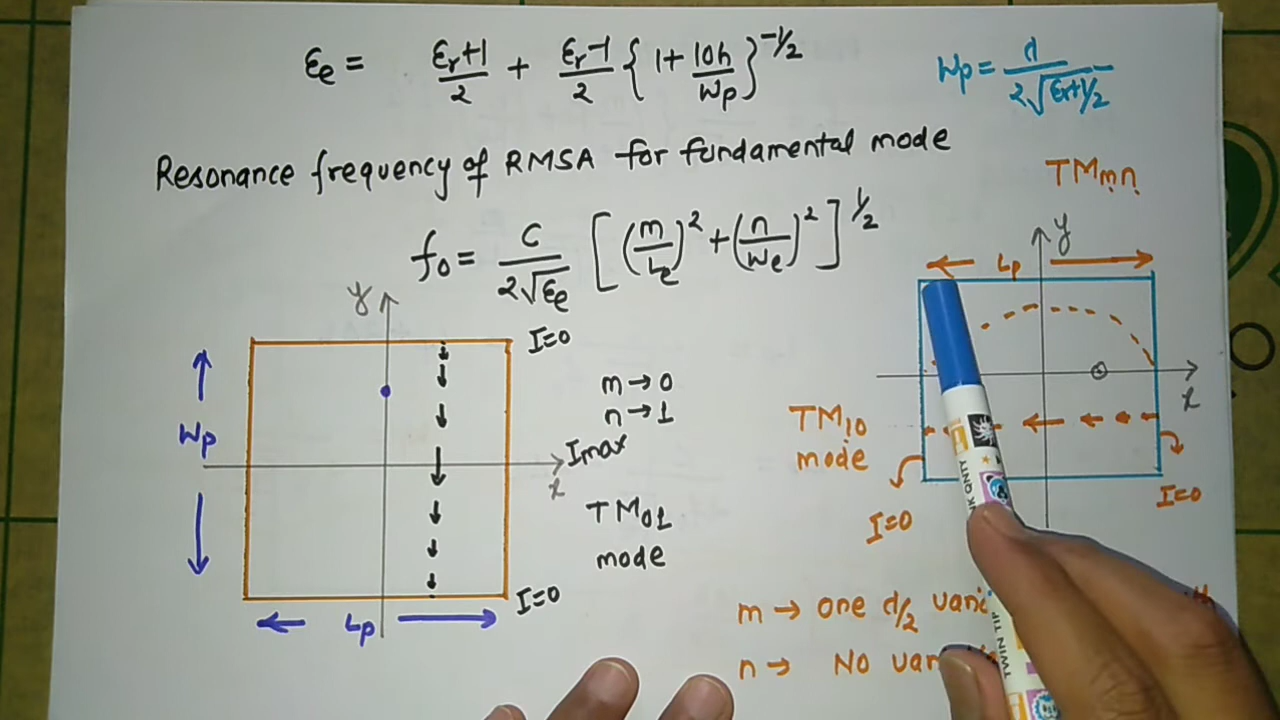 εe = εr+1/2 + εr-1/2 {1+ 10h/Wp}^-1/2
Wp = d/2√εr+1/2
Resonance frequency of RMSA for fundamental mode
TMmn
f0 = C/2√εe [(m/Le)² + (n/We)²]^1/2
y
Lp
y
I=0
m→0
n→1
x
Wp
Imax
x
TM10
mode
TM01
mode
I=0
I=0
I=0
Lp
m → one d/2
n → No
TWIN TIP